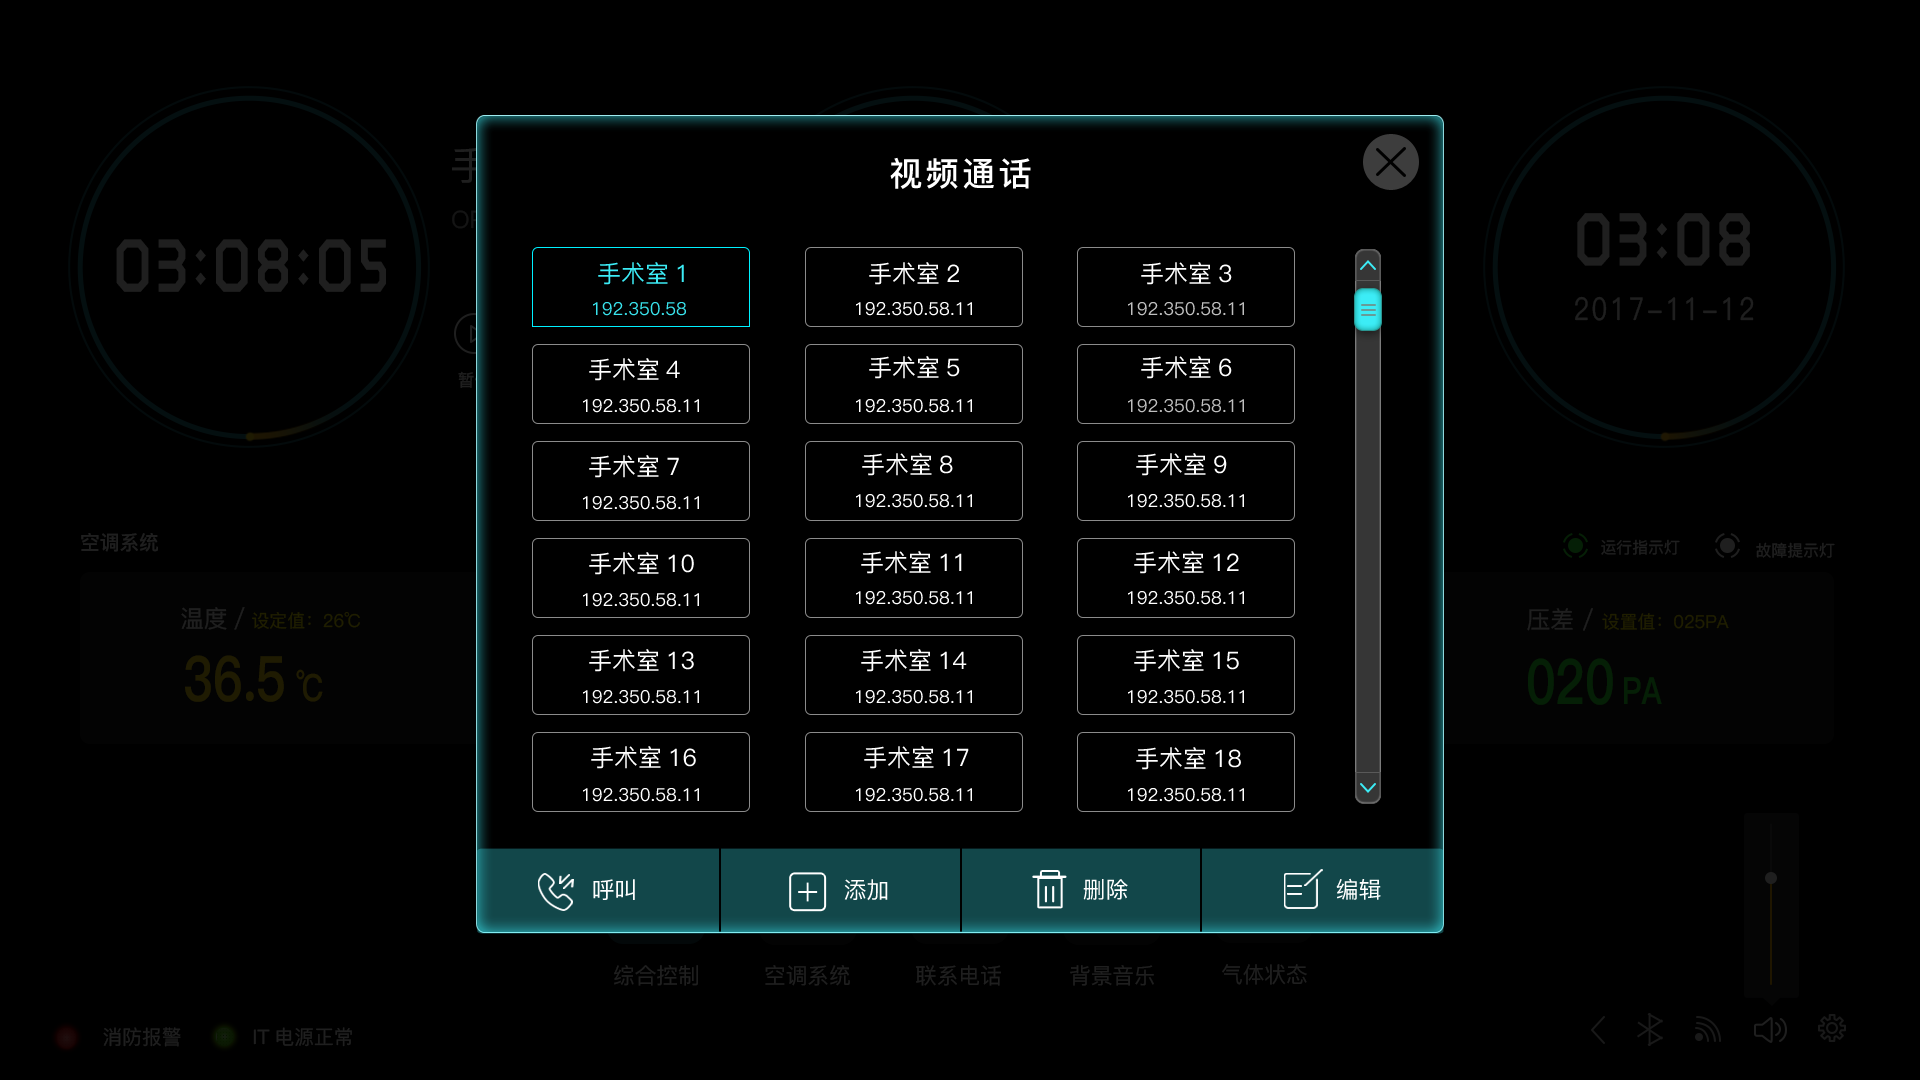 视频通话
手术室 1
192.350.58
手术室 2
192.350.58.11
手术室 3
192.350.58.11
手术室 4
192.350.58.11
手术室 5
192.350.58.11
手术室 6
192.350.58.11
手术室 7
192.350.58.11
手术室 8
192.350.58.11
手术室 9
192.350.58.11
手术室 10
192.350.58.11
手术室 11
192.350.58.11
手术室 12
192.350.58.11
手术室 13
192.350.58.11
手术室 14
192.350.58.11
手术室 15
192.350.58.11
手术室 16
192.350.58.11
手术室 17
192.350.58.11
手术室 18
192.350.58.11
呼叫
添加
删除
编辑
03:08:05
手
OP
暂
03:08
2017-11-12
空调系统
运行指示灯
故障提示灯
温度 / 设定值：26℃
36.5 ℃
压差 / 设置值：025PA
020 PA
综合控制
空调系统
联系电话
背景音乐
气体状态
消防报警
IT 电源正常